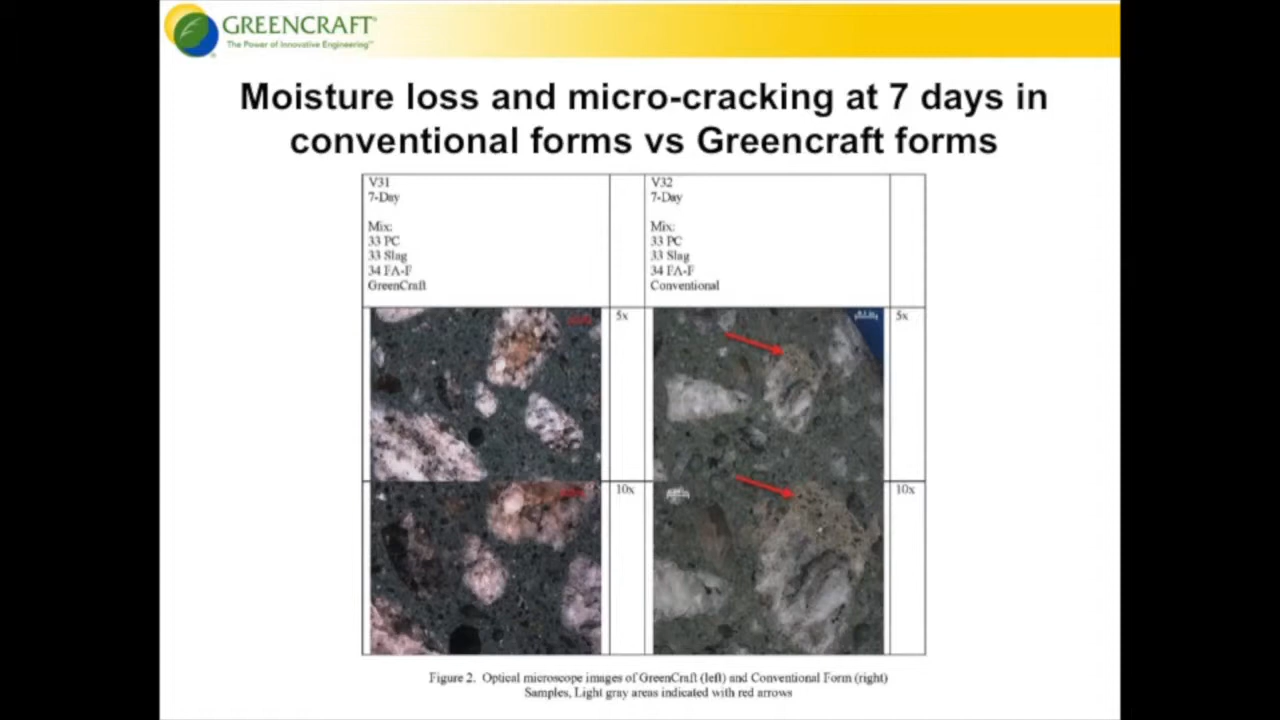 GREENCRAFT
The Power of Innovative Engineering™
Moisture loss and micro-cracking at 7 days in
conventional forms vs Greencraft forms
V31
7-Day
Mix:
33 PC
33 Slag
34 FA-F
GreenCraft
V32
7-Day
Mix:
33 PC
33 Slag
34 FA-F
Conventional
5x
5x
10x
10x
Figure 2. Optical microscope images of GreenCraft (left) and Conventional Form (right)
Samples, Light gray areas indicated with red arrows